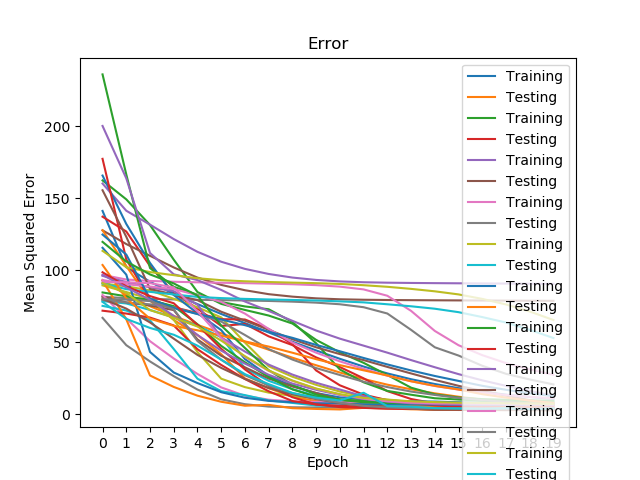 Error
Mean Squared Error
200
150
100
50
0
0 1 2 3 4 5 6 7 8 9 10 11 12 13 14 15 16 17 18 19
Epoch
Training
Testing
Training
Testing
Training
Testing
Training
Testing
Training
Testing
Training
Testing
Training
Testing
Training
Testing
Training
Testing
Training
Testing